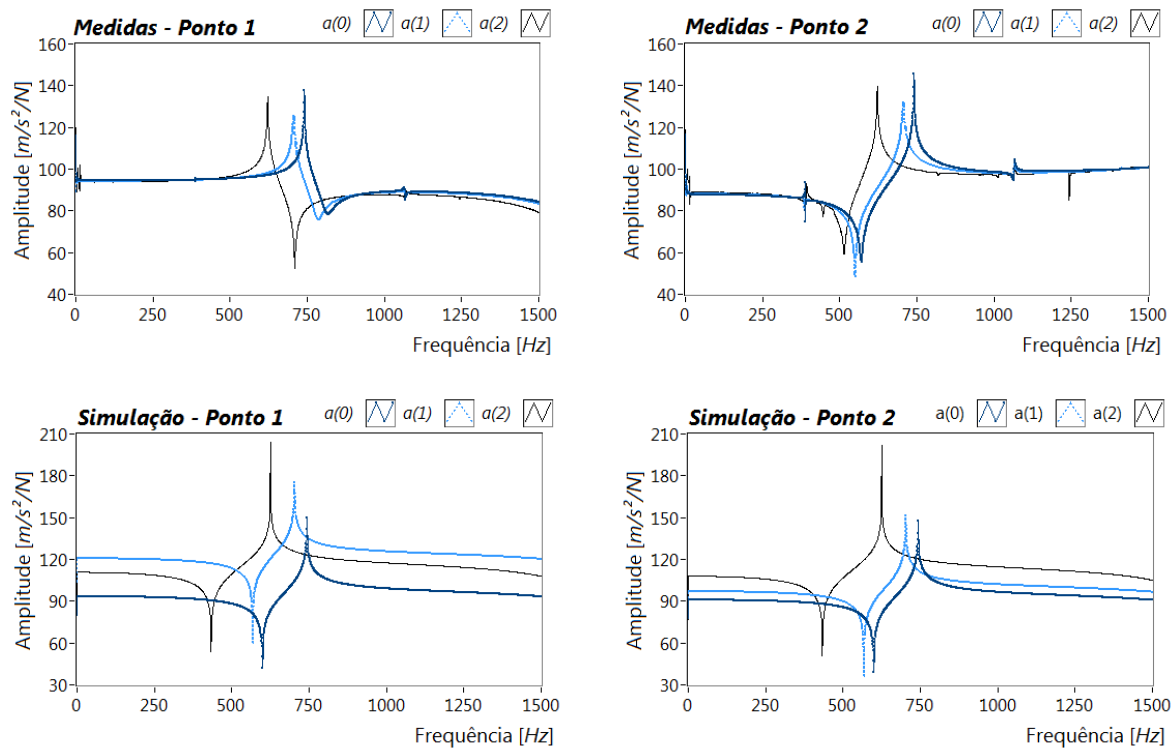 Medidas - Ponto 1 a(0) a(1) a(2)
160
140
120
100
80
60
40
Amplitude [m/s²/N]
0 250 500 750 1000 1250 1500
Frequência [Hz]
Medidas - Ponto 2 a(0) a(1) a(2)
160
140
120
100
80
60
40
Amplitude [m/s²/N]
0 250 500 750 1000 1250 1500
Frequência [Hz]
Simulação - Ponto 1 a(0) a(1) a(2)
210
180
150
120
90
60
30
Amplitude [m/s²/N]
0 250 500 750 1000 1250 1500
Frequência [Hz]
Simulação - Ponto 2 a(0) a(1) a(2)
210
180
150
120
90
60
30
Amplitude [m/s²/N]
0 250 500 750 1000 1250 1500
Frequência [Hz]